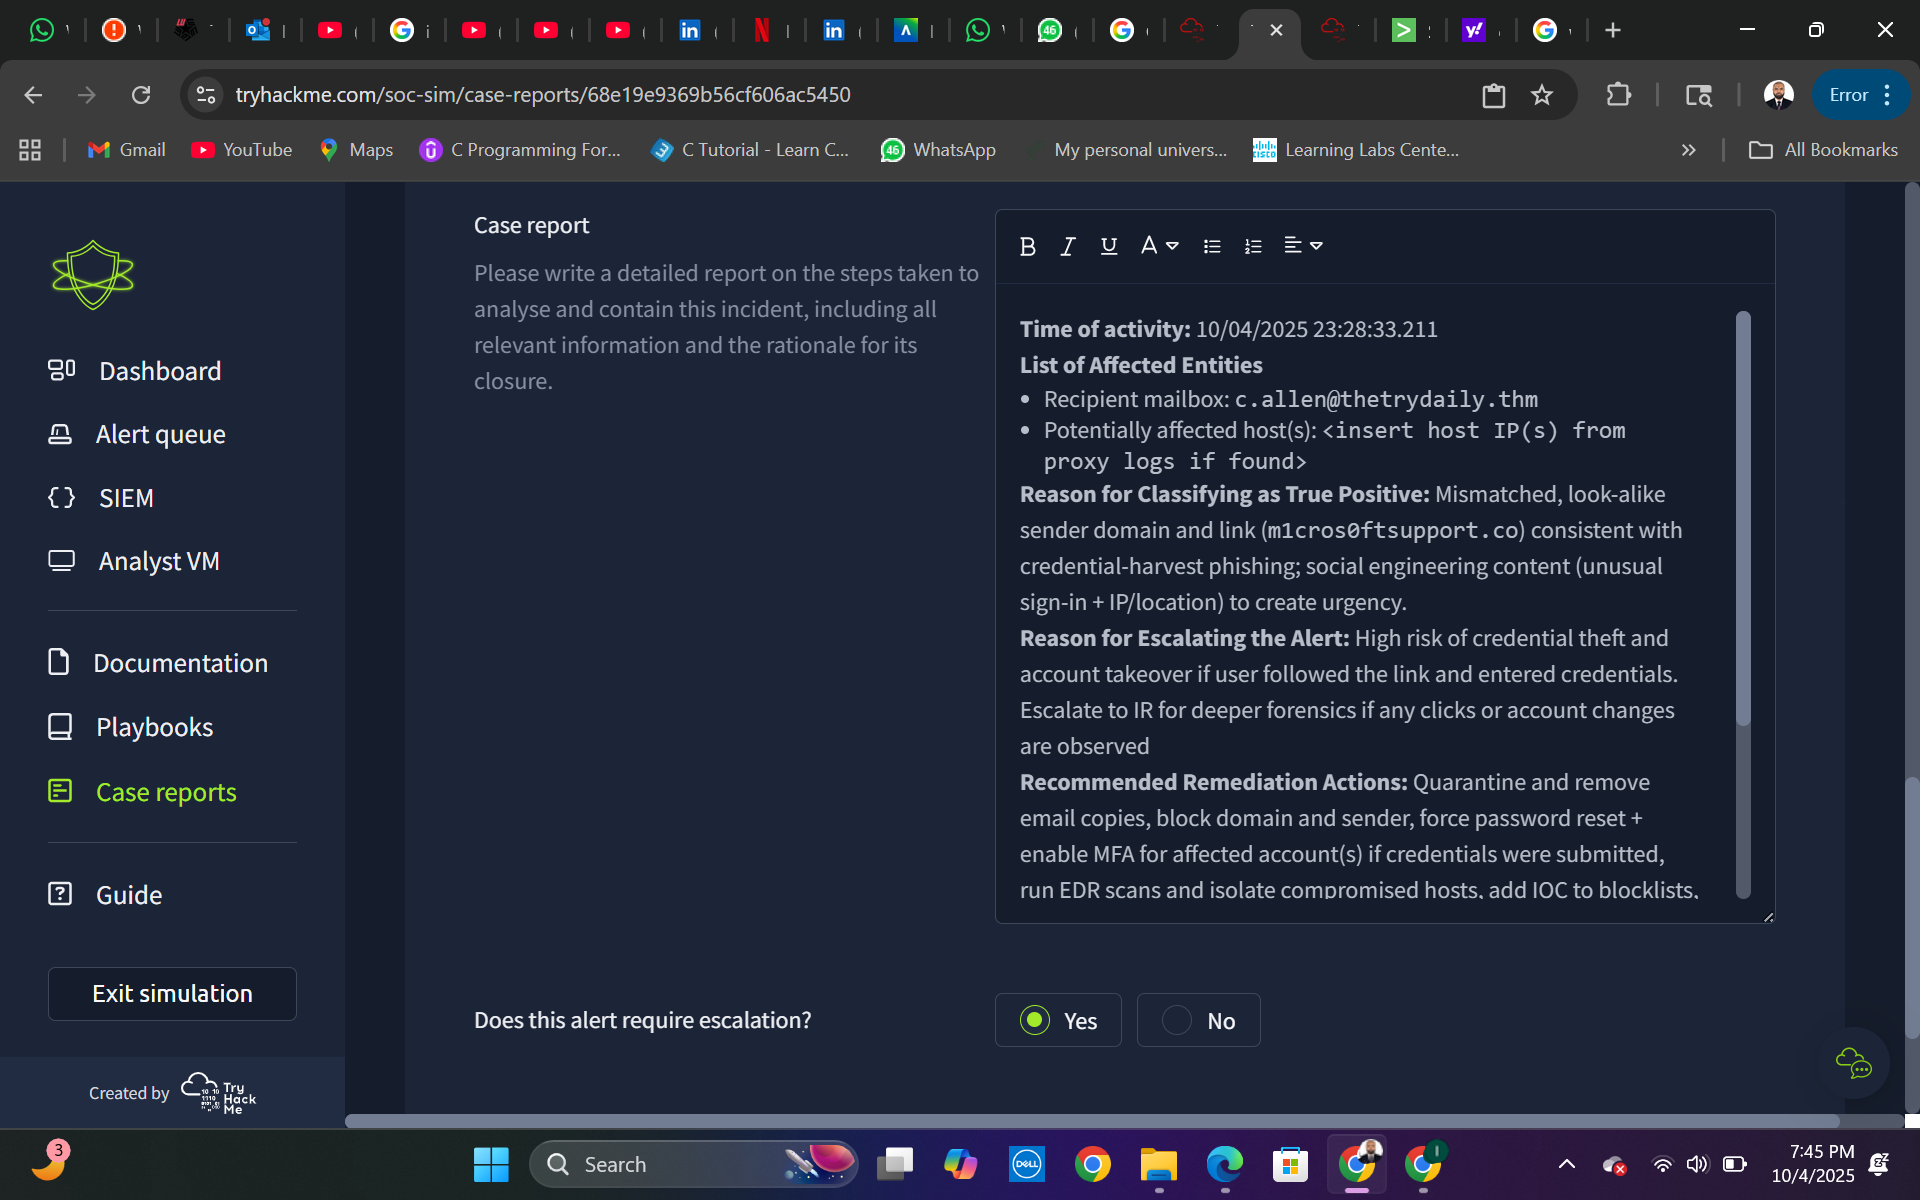 46
tryhackme.com/soc-sim/case-reports/68e19e9369b56cf606ac5450
Error
Gmail
YouTube
Maps
C Programming For...
C Tutorial - Learn C...
46
WhatsApp
My personal univers...
Learning Labs Cente...
All Bookmarks
Dashboard
Alert queue
SIEM
Analyst VM
Documentation
Playbooks
Case reports
Guide
Exit simulation
Created by
Try
Hack
Me
Case report
Please write a detailed report on the steps taken to
analyse and contain this incident, including all
relevant information and the rationale for its
closure.
Time of activity: 10/04/2025 23:28:33.211
List of Affected Entities
• Recipient mailbox: c.allen@thetrydaily.thm
• Potentially affected host(s): <insert host IP(s) from
proxy logs if found>
Reason for Classifying as True Positive: Mismatched, look-alike
sender domain and link (m1cros0ftsupport.co) consistent with
credential-harvest phishing; social engineering content (unusual
sign-in + IP/location) to create urgency.
Reason for Escalating the Alert: High risk of credential theft and
account takeover if user followed the link and entered credentials.
Escalate to IR for deeper forensics if any clicks or account changes
are observed
Recommended Remediation Actions: Quarantine and remove
email copies, block domain and sender, force password reset +
enable MFA for affected account(s) if credentials were submitted,
run EDR scans and isolate compromised hosts, add IOC to blocklists,
Does this alert require escalation?
Yes
No
3
Search
DELL
7:45 PM
10/4/2025